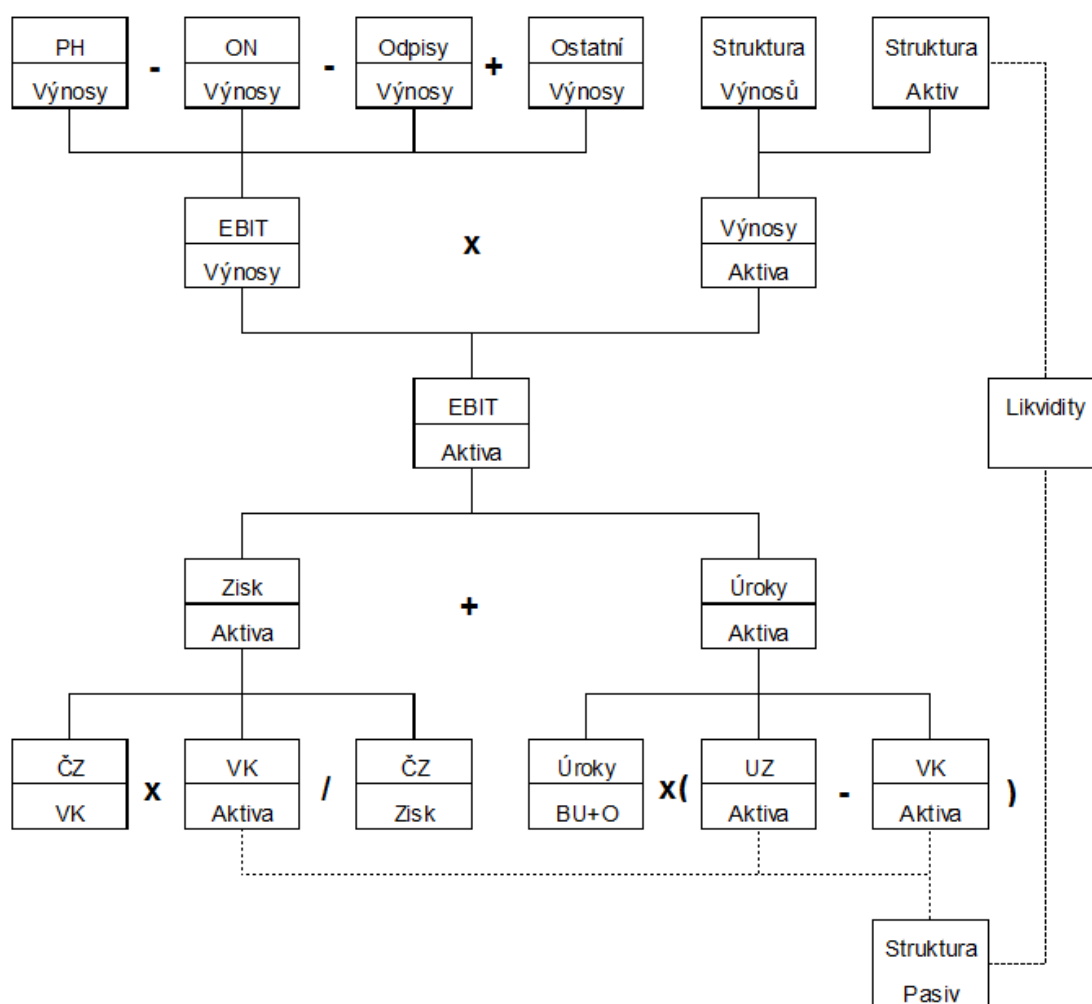 PH - ON - Odpisy + Ostatní Struktura Struktura
Výnosy Výnosy Výnosy Výnosy Výnosů Aktiv
EBIT x Výnosy
Výnosy Aktiva
EBIT Likvidity
Aktiva
Zisk + Úroky
Aktiva Aktiva
ČZ x VK / ČZ Úroky x( UZ - VK )
VK Aktiva Zisk BU+O Aktiva Aktiva
Struktura
Pasiv